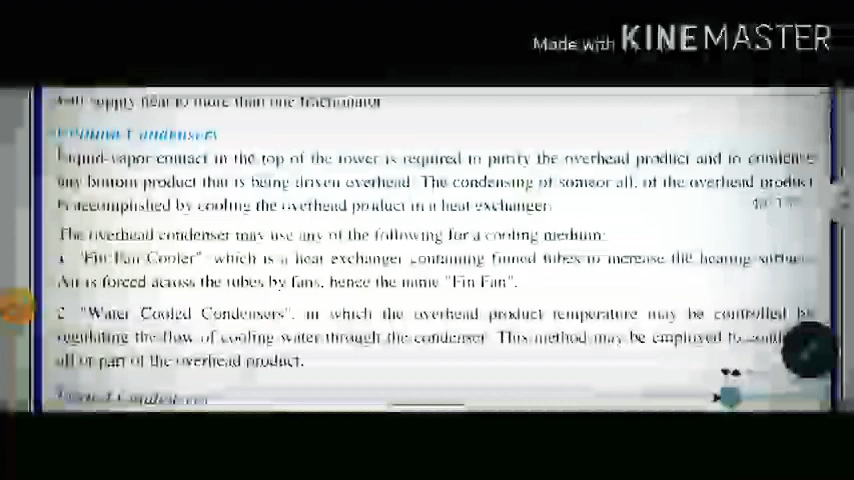 Made with KINEMASTER
supply heat to more than one fractionator
Condensers
Liquid-vapor contact in the top of the tower is required to purify the overhead product and to condense
any bottom product that is being driven overhead. The condensing of some or all, of the overhead product
is accomplished by cooling the overhead product in a heat exchanger.
The overhead condenser may use any of the following for a cooling medium:
1. "Fin Fan Cooler" which is a heat exchanger containing finned tubes to increase the hearing surface
Air is forced across the tubes by fans, hence the name "Fin Fan".
2. "Water Cooled Condensers", in which the overhead product temperature may be controlled by
regulating the flow of cooling water through the condenser. This method may be employed to
all or part of the overhead product.
Condensers